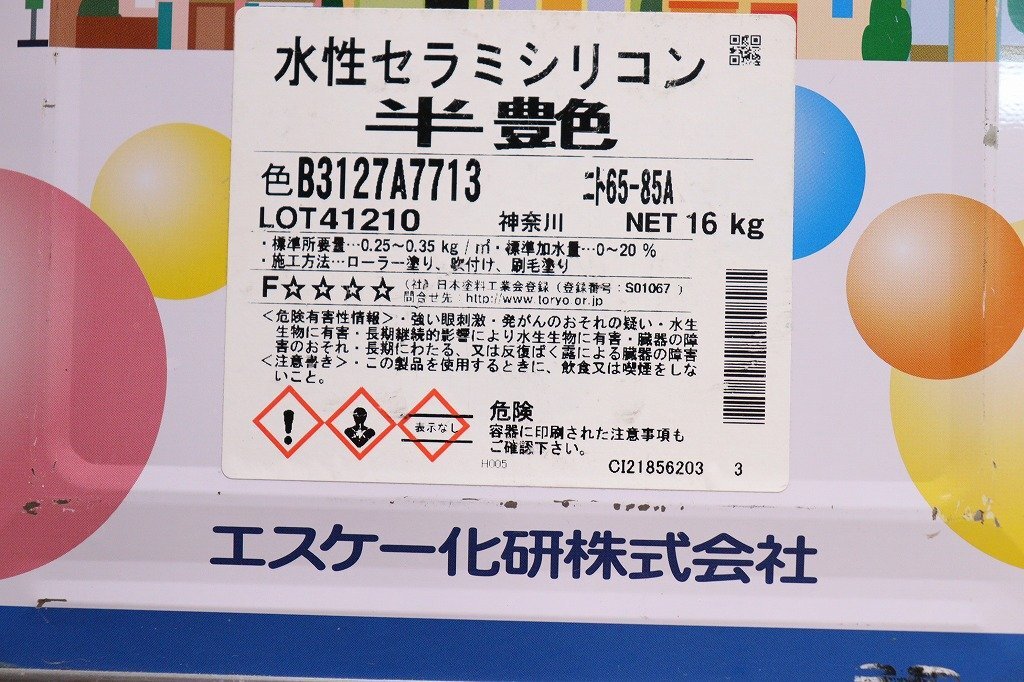 水性セラミシリコン
半艶
色B3127A7713 ニト65-85A
LOT41210 神奈川 NET 16 kg
・標準所要量…0.25~0.35 kg / ㎡・標準加水量…0~20 %
・施工方法…ローラー塗り、吹付け、刷毛塗り
F☆☆☆☆ (社)日本塗料工業会登録(登録番号:S01067 )
問合せ先:http://www.toryo.or.jp
<危険有害性情報>・強い眼刺激・発がんのおそれの疑い・水生
生物に有害・長期継続的影響により水生生物に有害・臓器の障
害のおそれ・長期にわたる、又は反復ばく露による臓器の障害
<注意書き>・この製品を使用するときに、飲食又は喫煙をしな
いこと。
表示なし
危険
容器に印刷された注意事項も
ご確認下さい。
H005
CI21856203 3
エスケー化研株式会社